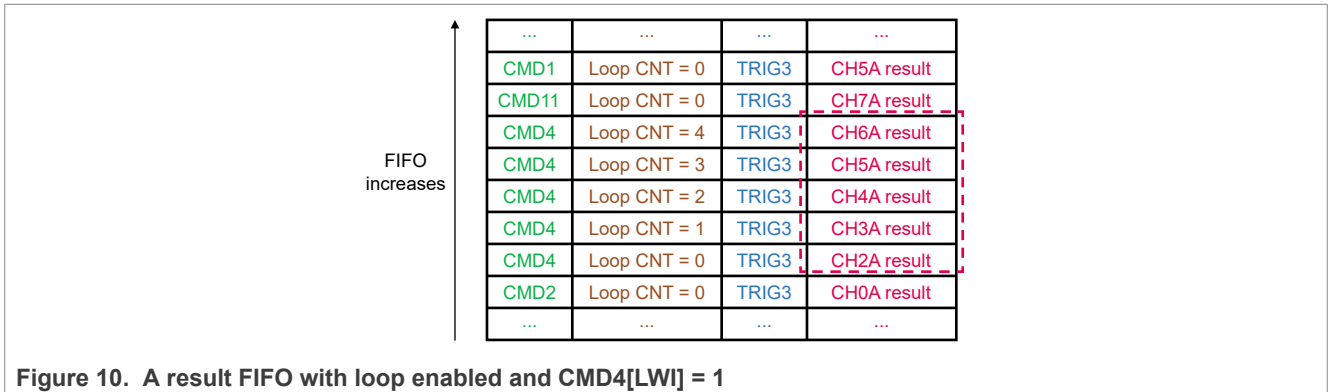 ... ... ... ...
CMD1 Loop CNT = 0 TRIG3 CH5A result
CMD11 Loop CNT = 0 TRIG3 CH7A result
CMD4 Loop CNT = 4 TRIG3 CH6A result
FIFO
increases
CMD4 Loop CNT = 3 TRIG3 CH5A result
CMD4 Loop CNT = 2 TRIG3 CH4A result
CMD4 Loop CNT = 1 TRIG3 CH3A result
CMD4 Loop CNT = 0 TRIG3 CH2A result
CMD2 Loop CNT = 0 TRIG3 CH0A result
... ... ... ...
Figure 10. A result FIFO with loop enabled and CMD4[LWI] = 1